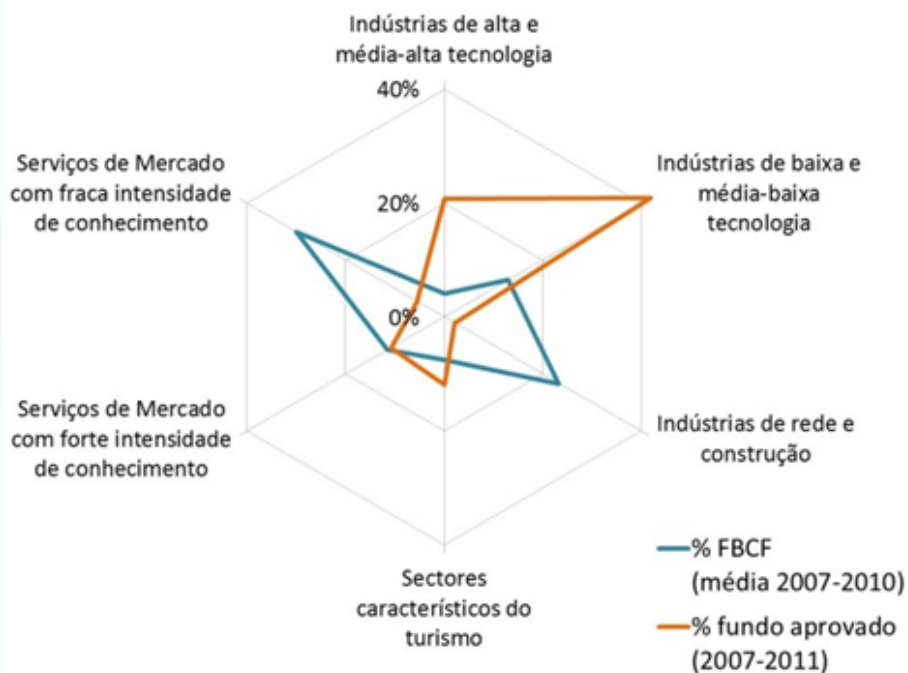 Indústrias de alta e
média-alta tecnologia
40%
Serviços de Mercado
com fraca intensidade
de conhecimento
Indústrias de baixa e
média-baixa
tecnologia
20%
0%
Serviços de Mercado
com forte intensidade
de conhecimento
Indústrias de rede e
construção
Sectores
característicos do
turismo
% FBCF
(média 2007-2010)
% fundo aprovado
(2007-2011)